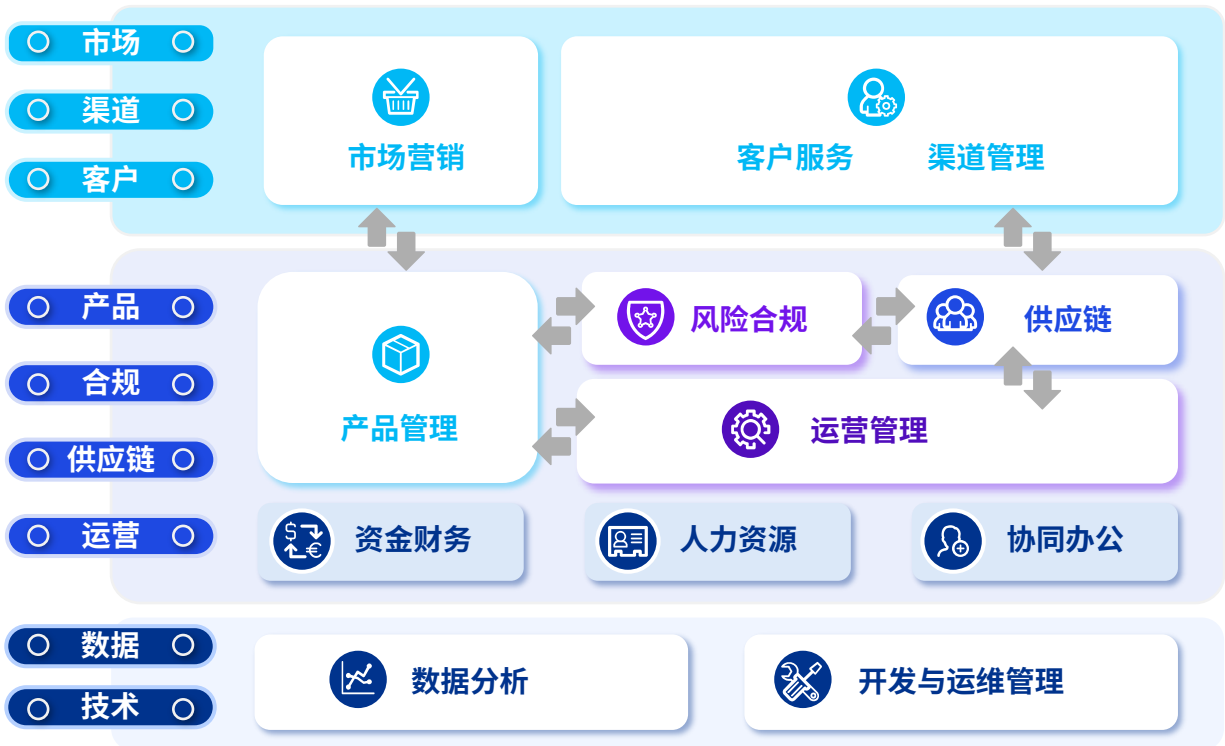 市场
渠道
客户
市场营销
客户服务 渠道管理
产品
合规
供应链
运营
产品管理
风险合规
供应链
运营管理
资金财务
人力资源
协同办公
数据
技术
数据分析
开发与运维管理